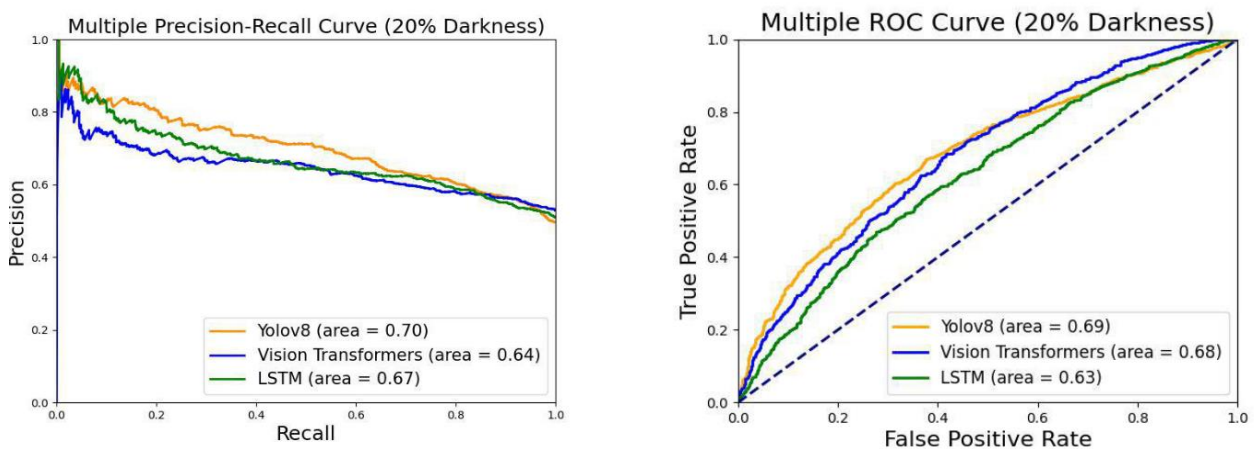 Multiple Precision-Recall Curve (20% Darkness)
1.0
0.8
0.6
0.4
0.2
0.0
Precision
Yolov8 (area = 0.70)
Vision Transformers (area = 0.64)
LSTM (area = 0.67)
0.0 0.2 0.4 0.6 0.8 1.0
Recall
Multiple ROC Curve (20% Darkness)
1.0
0.8
0.6
0.4
0.2
0.0
True Positive Rate
Yolov8 (area = 0.69)
Vision Transformers (area = 0.68)
LSTM (area = 0.63)
0.0 0.2 0.4 0.6 0.8 1.0
False Positive Rate